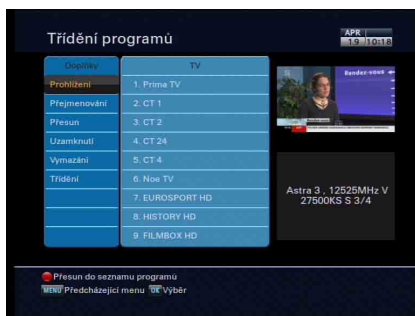 Třídění programů
APR
19 10:18
Doplňky
TV
Prohlížení
1. Prima TV
Přejmenování
2. CT 1
Přesun
3. CT 2
Uzamknutí
4. CT 24
Vymazání
5. CT 4
Třídění
6. Noe TV
7. EUROSPORT HD
8. HISTORY HD
9. FILMBOX HD
Rendez-vous
Astra 3 , 12525MHz V
27500KS S 3/4
Přesun do seznamu programů
MENU Předcházející menu OK Výběr